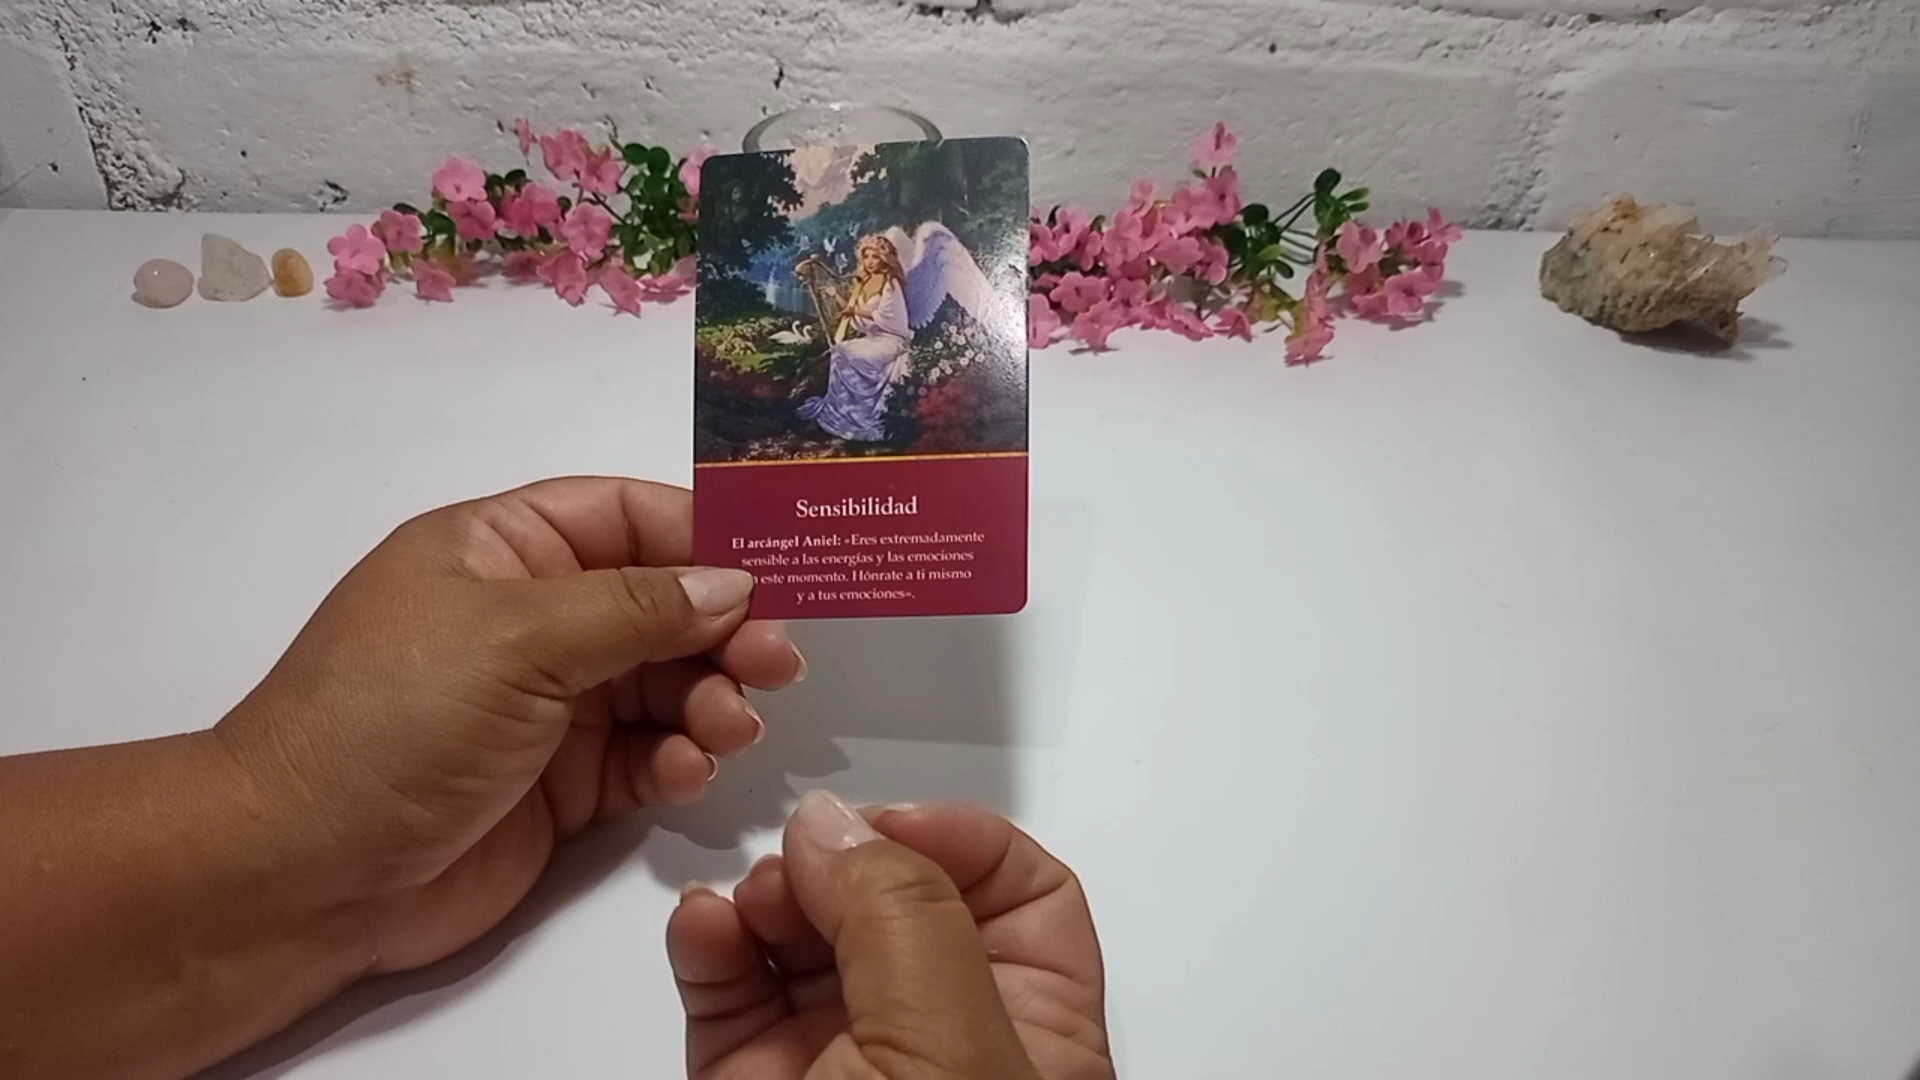 Sensibilidad
El arcángel Aniel: «Eres extremadamente
sensible a las energías y las emociones
este momento. Hónrate a ti mismo
y a tus emociones».